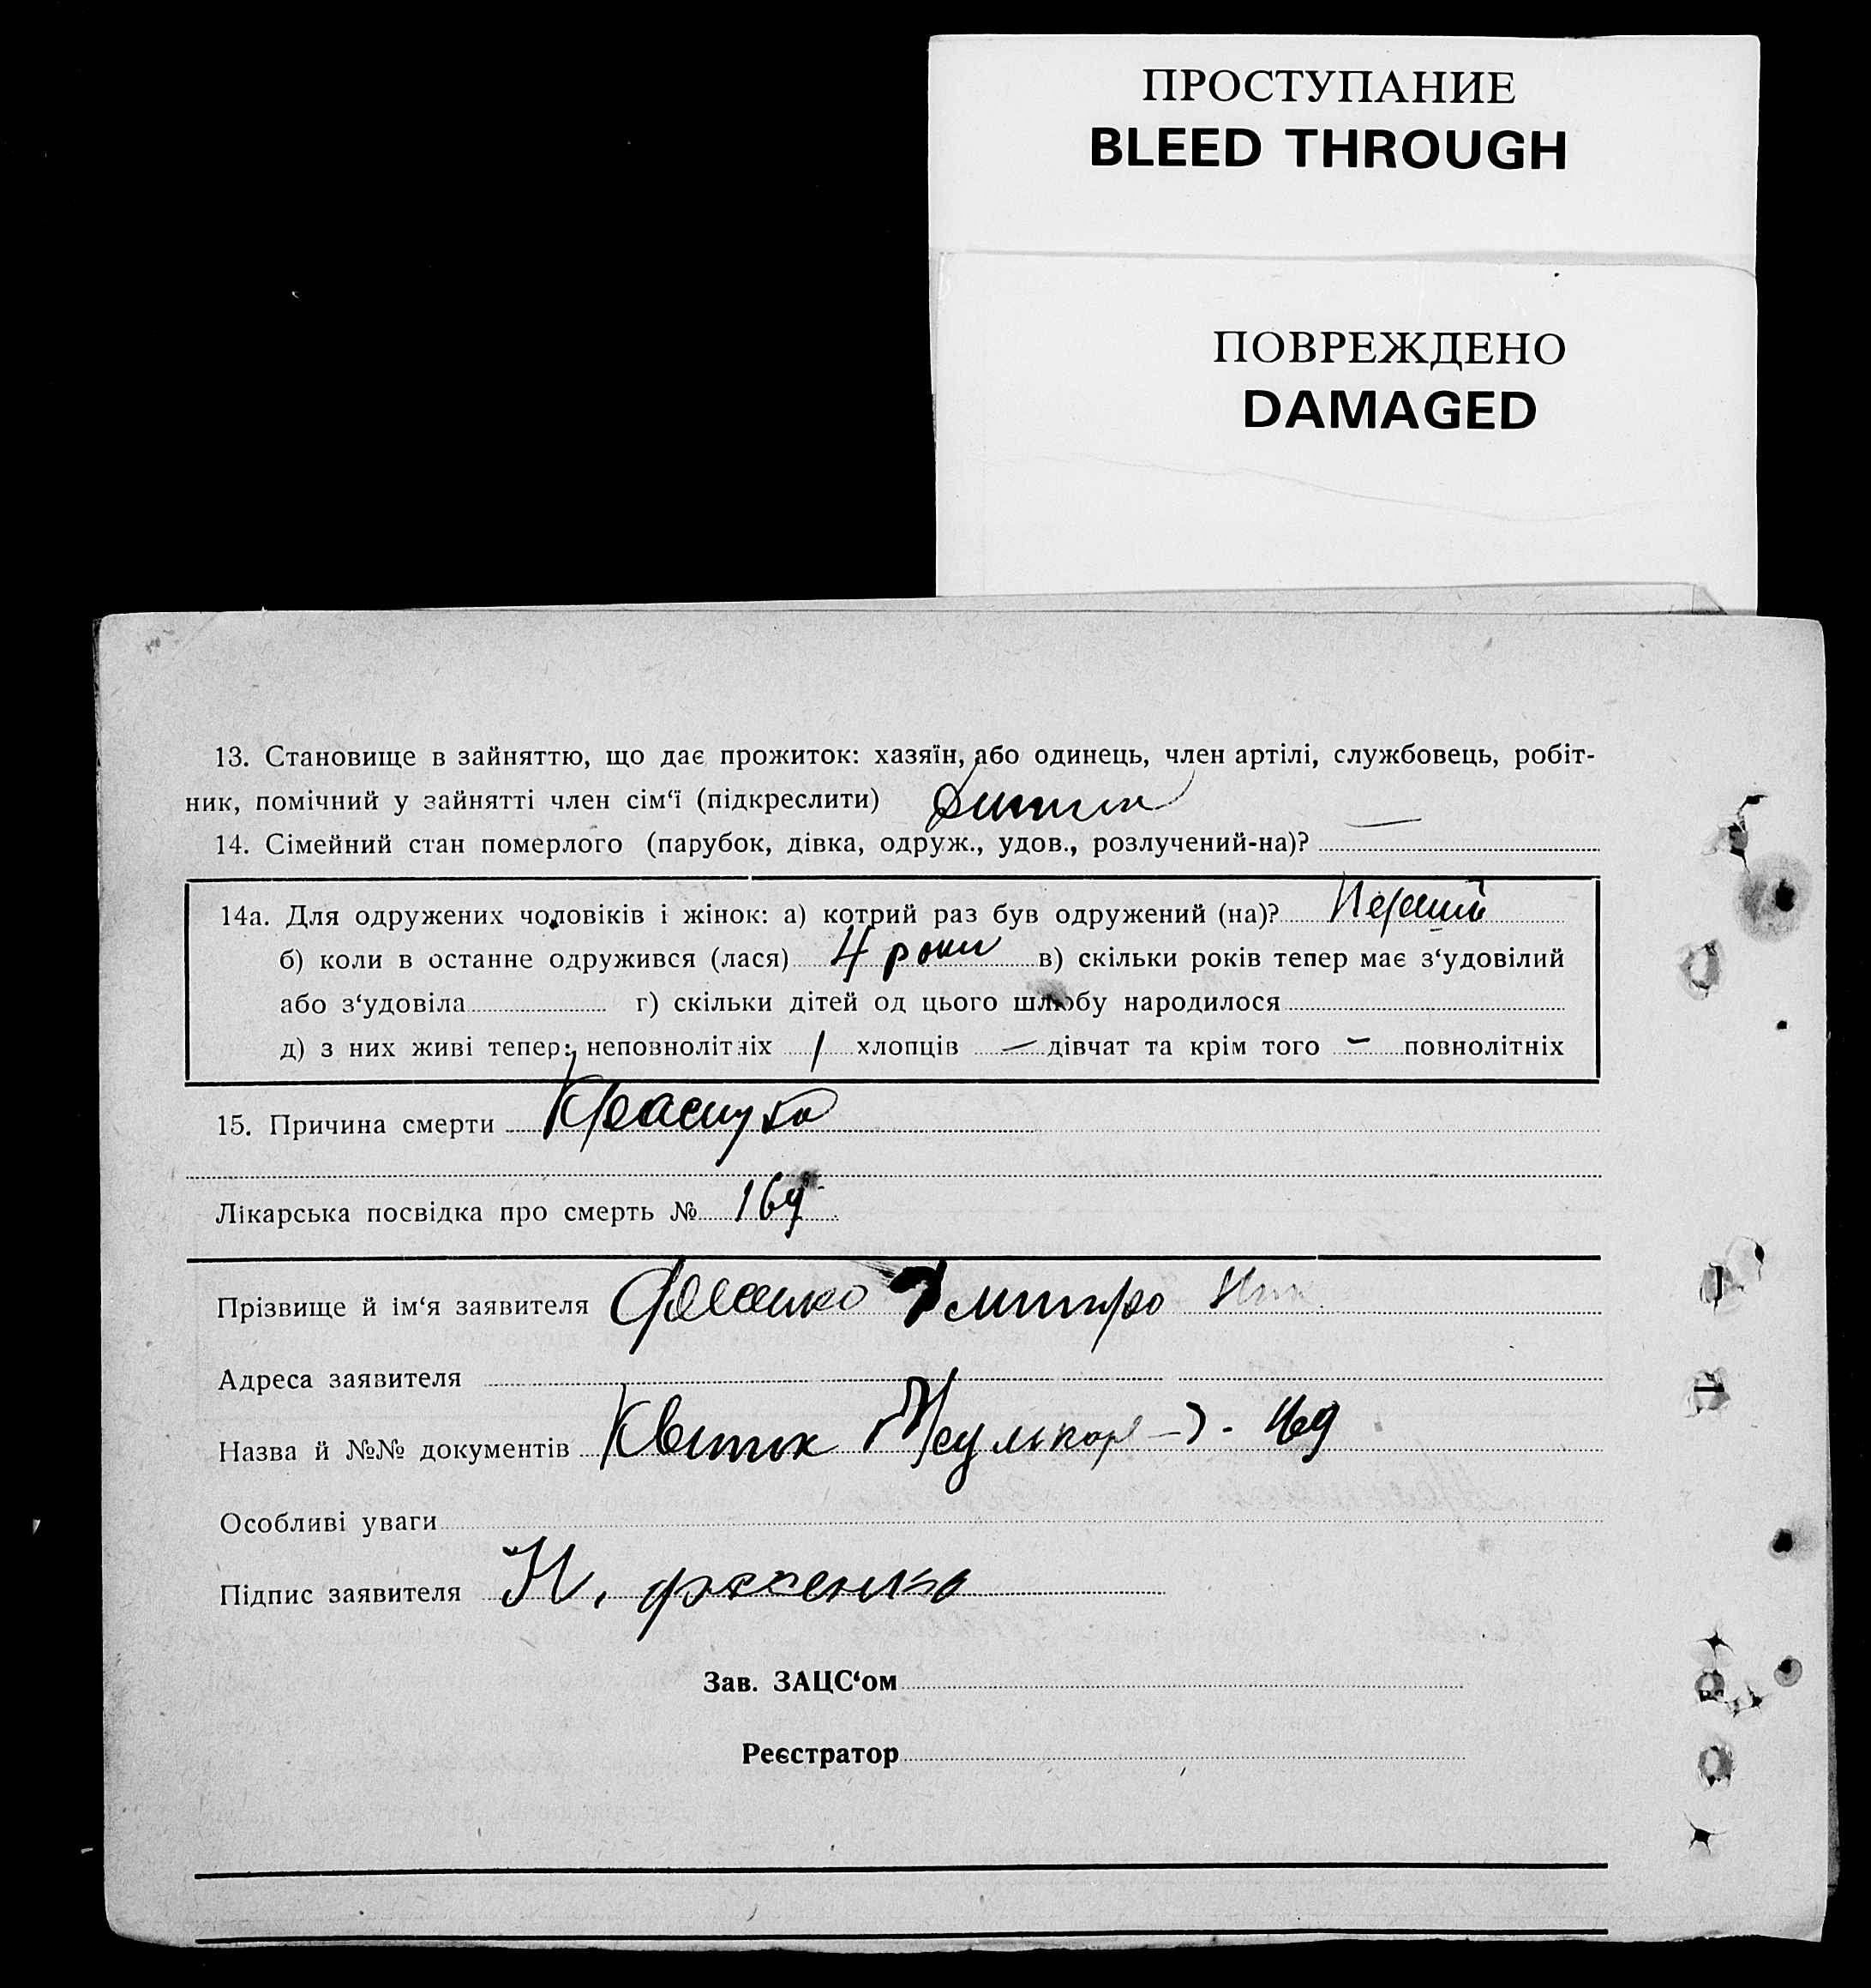 ПРОСТУПАНИЕ
BLEED THROUGH
ПОВРЕЖДЕНО
DAMAGED
13. Становище в зайняттю, що дає прожиток: хазяїн, або одинець, член артілі, службовець, робіт-
ник, помічний у зайнятті член сім‘ї (підкреслити)
14. Сімейний стан померлого (парубок, дівка, одруж., удов., розлучений-на)? —
14а. Для одружених чоловіків і жінок: а) котрий раз був одружений (на)? Перший
б) коли в останне одружився (лася) 4 роки в) скільки років тепер має з‘удовілий
або з‘удовіла г) скільки дітей од цього шлюбу народилося
д) з них живі тепер: неповнолітніх 1 хлопців — дівчат та крім того – повнолітніх
15. Причина смерти Краснуха
Лікарська посвідка про смерть № 169
Прізвище й ім‘я заявителя Дмитро
Адреса заявителя
Назва й №№ документів Квиток 169
Особливі уваги
Підпис заявителя
Зав. ЗАЦС‘ом
Реєстратор